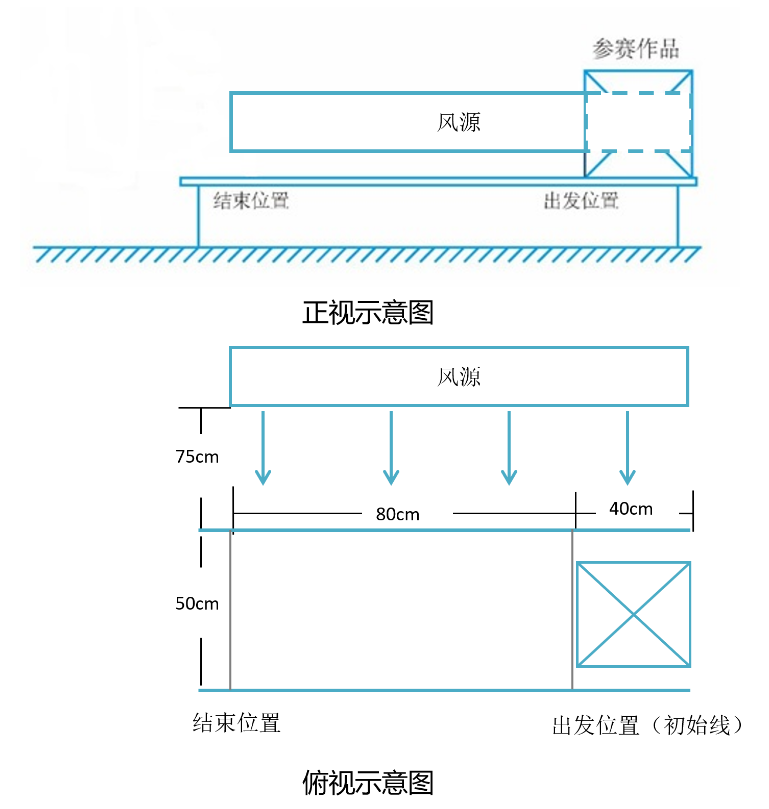 参赛作品
风源
结束位置
出发位置
正视示意图
风源
75cm
80cm
40cm
50cm
结束位置
出发位置（初始线）
俯视示意图